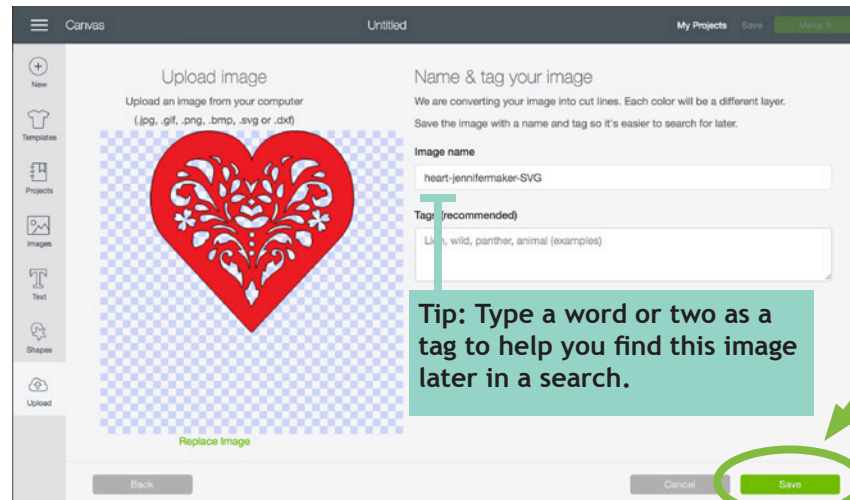 Canvas
Untitled
My Projects
Save
Make It
New
Templates
Projects
Images
Text
Shapes
Upload
Upload image
Upload an image from your computer
(.jpg, .gif, .png, .bmp, .svg or .dxf)
Replace Image
Name & tag your image
We are converting your image into cut lines. Each color will be a different layer.
Save the image with a name and tag so it's easier to search for later.
Image name
heart-jennifermaker-SVG
Tags (recommended)
Lion, wild, panther, animal (examples)
Tip: Type a word or two as a
tag to help you find this image
later in a search.
Back
Cancel
Save